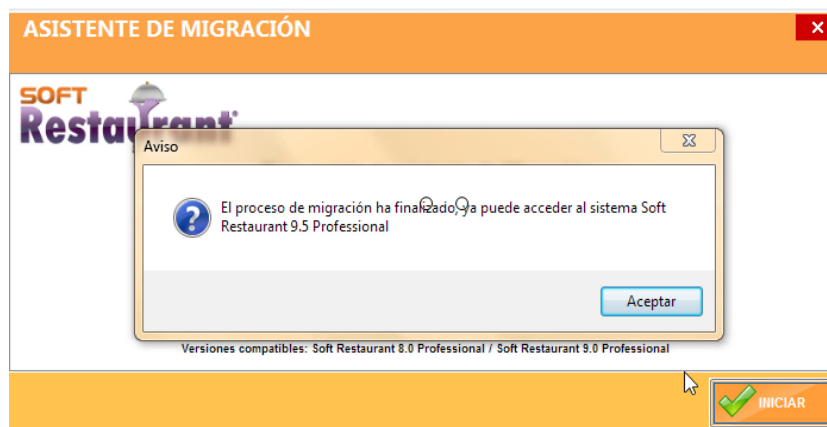 ASISTENTE DE MIGRACIÓN
SOFT
Restaurant
Aviso
El proceso de migración ha finalizado, ya puede acceder al sistema Soft
Restaurant 9.5 Professional
Aceptar
Versiones compatibles: Soft Restaurant 8.0 Professional / Soft Restaurant 9.0 Professional
INICIAR